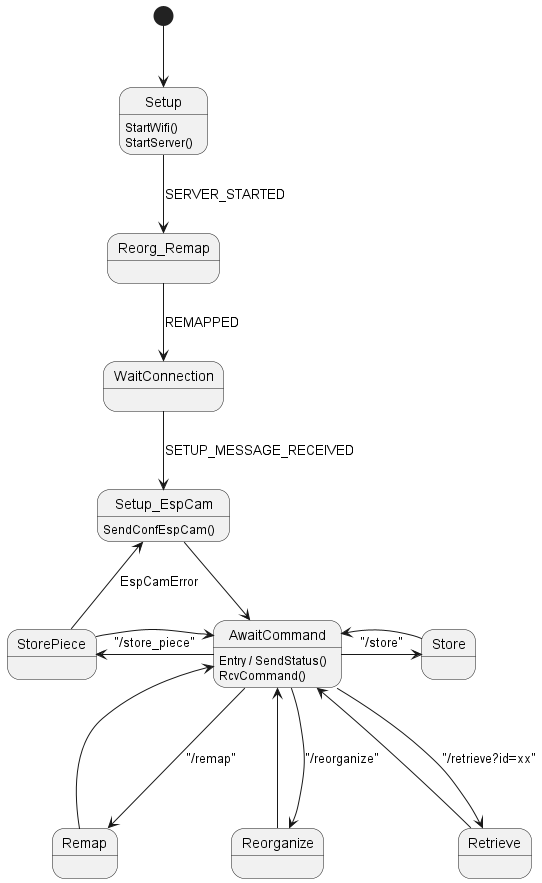 Setup
StartWifi()
StartServer()
SERVER_STARTED
Reorg_Remap
REMAPPED
WaitConnection
SETUP_MESSAGE_RECEIVED
Setup_EspCam
SendConfEspCam()
EspCamError
StorePiece
"/store_piece"
AwaitCommand
Entry / SendStatus()
RcvCommand()
"/store"
Store
"/remap"
"/reorganize"
"/retrieve?id=xx"
Remap
Reorganize
Retrieve